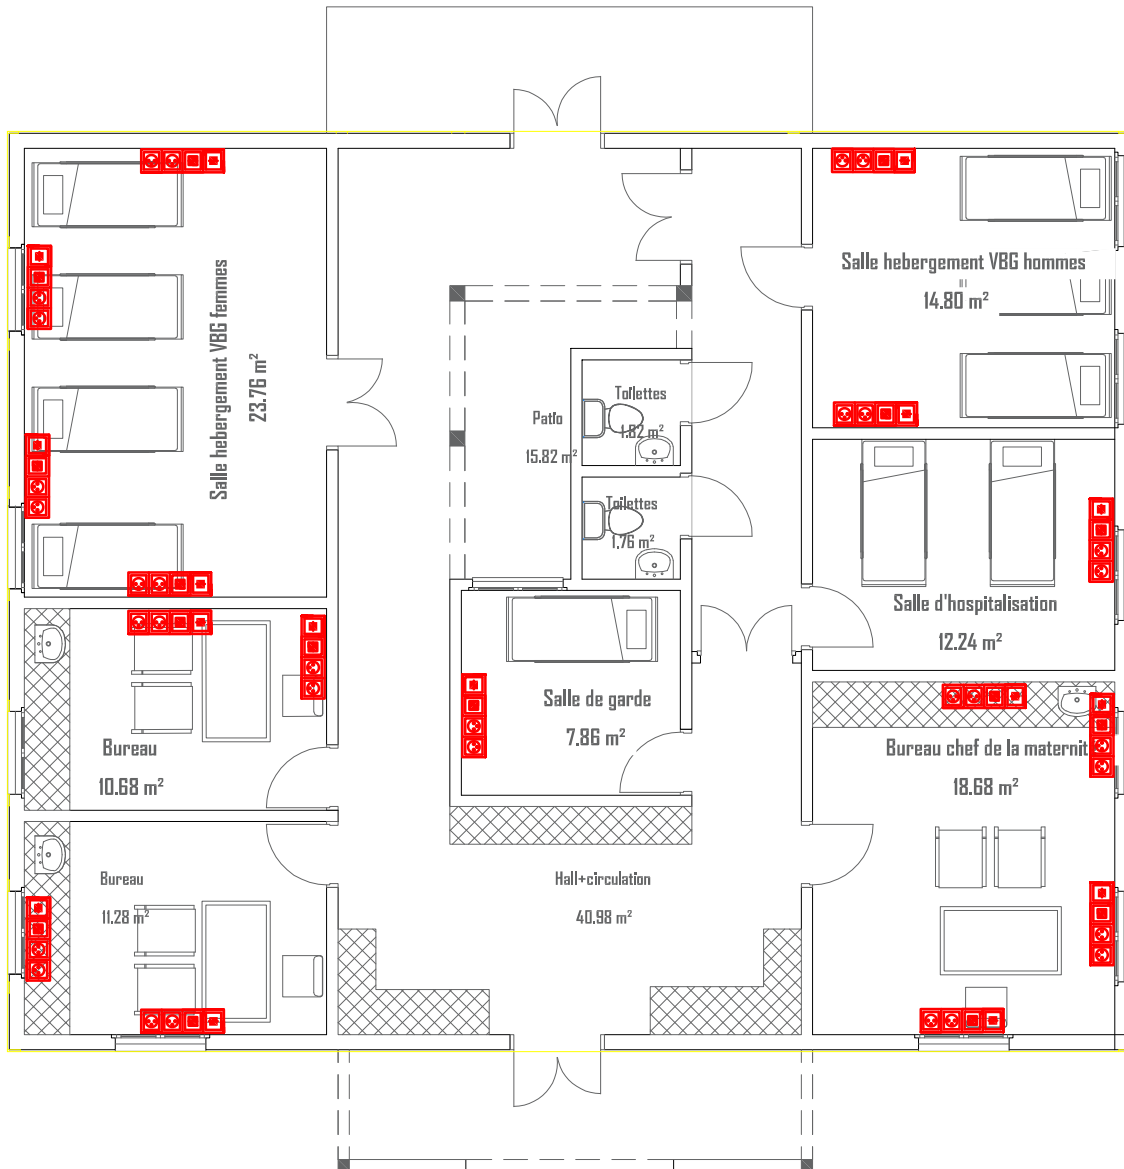 Salle hebergement VBG femmes
23.76 m²
Salle hebergement VBG hommes
14.80 m²
Toilettes
1.82 m²
Patio
15.82 m²
Toilettes
1.76 m²
Salle d'hospitalisation
12.24 m²
Salle de garde
7.86 m²
Bureau
10.68 m²
Bureau chef de la maternit
18.68 m²
Bureau
11.28 m²
Hall+circulation
40.98 m²